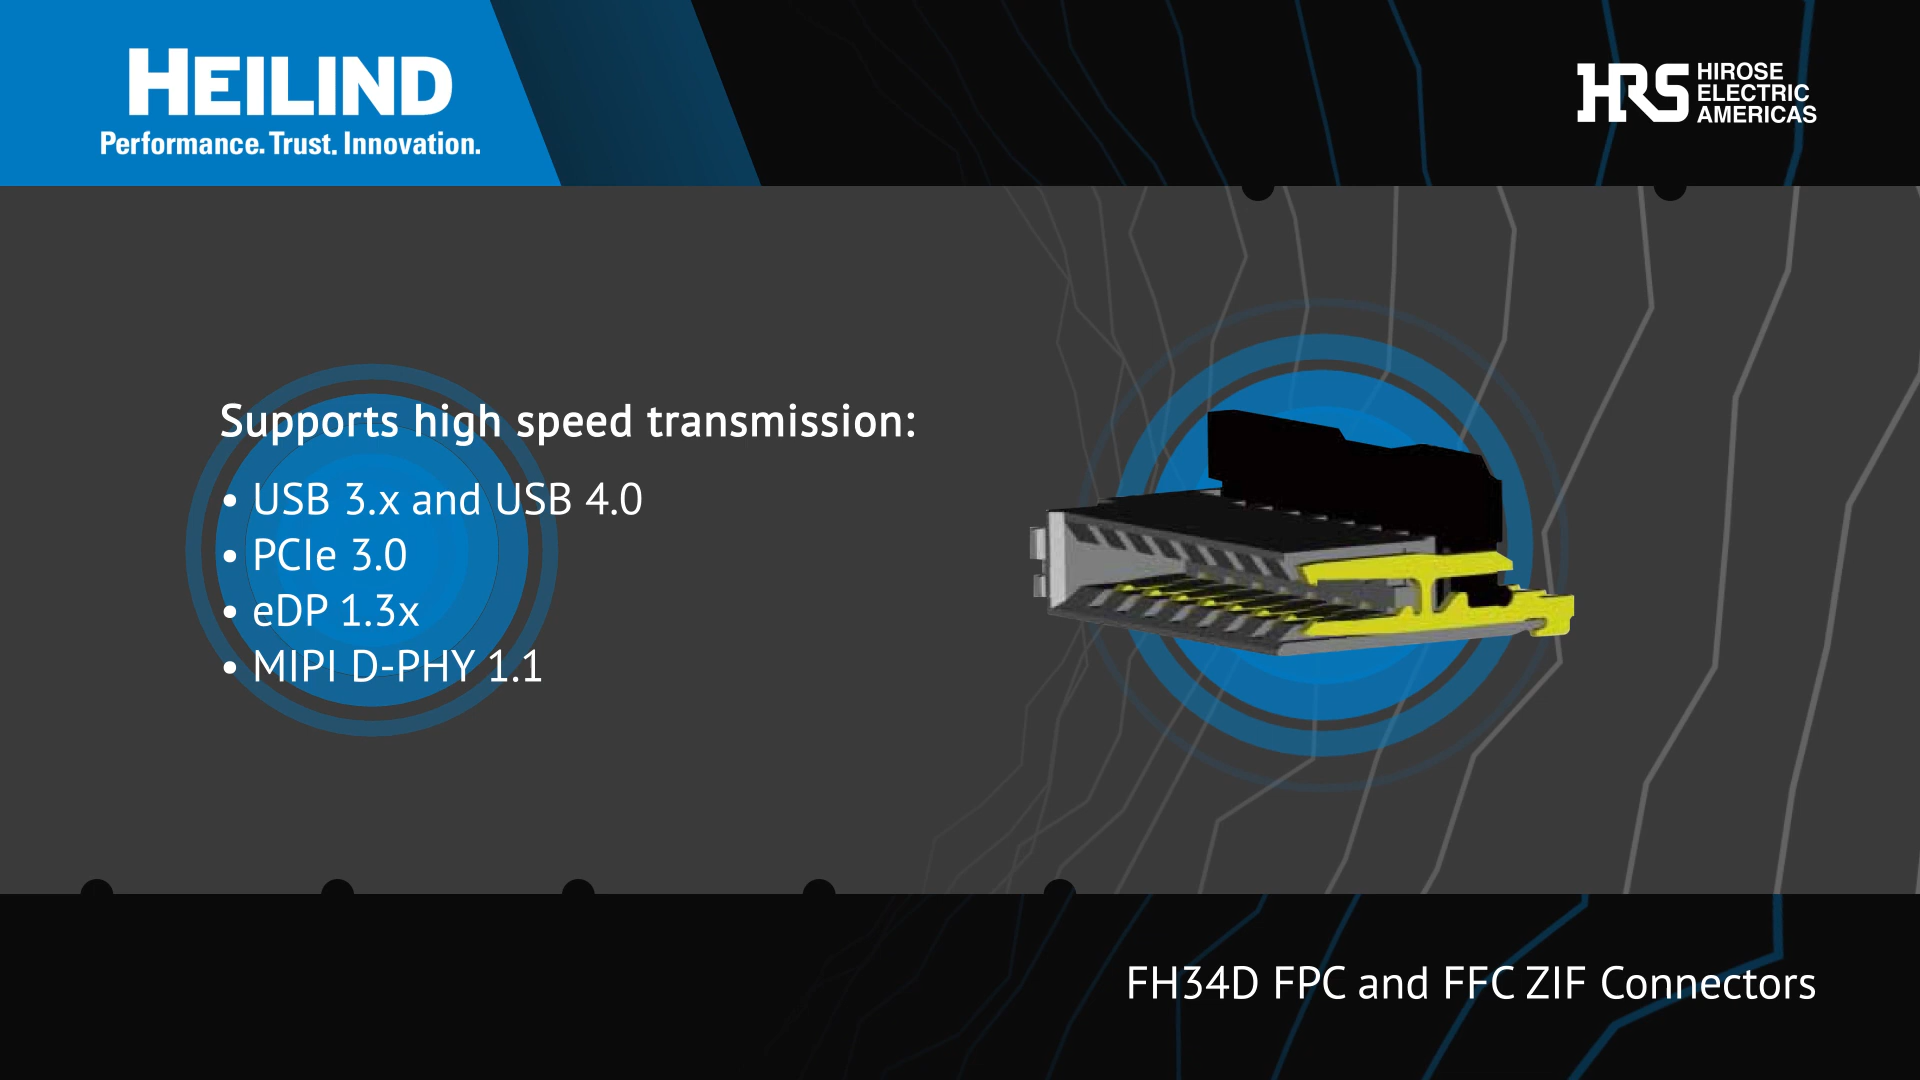 HEILIND
Performance. Trust. Innovation.
HRS HIROSE
ELECTRIC
AMERICAS
Supports high speed transmission:
• USB 3.x and USB 4.0
• PCIe 3.0
• eDP 1.3x
• MIPI D-PHY 1.1
FH34D FPC and FFC ZIF Connectors